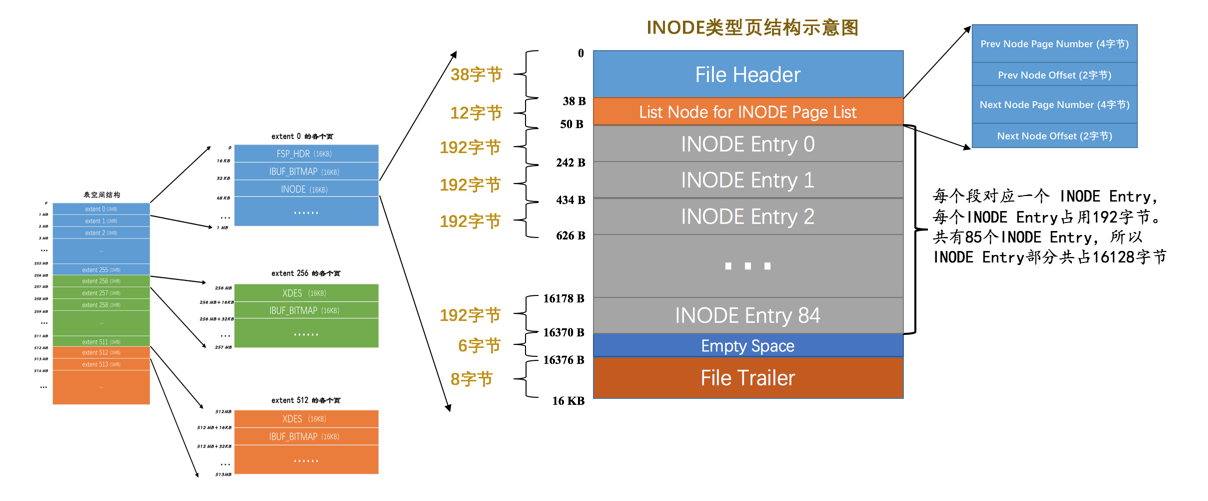 INODE类型页结构示意图
表空间结构
0
extent 0 (1MB)
1 MB
extent 1 (1MB)
2 MB
extent 2 (1MB)
3 MB
...
...
255 MB
extent 255 (1MB)
256 MB
extent 256 (1MB)
257 MB
extent 257 (1MB)
258 MB
extent 258 (1MB)
259 MB
...
...
511 MB
extent 511 (1MB)
512 MB
extent 512 (1MB)
513 MB
extent 513 (1MB)
514 MB
...
...
extent 0 的各个页
0
FSP_HDR (16KB)
16 KB
IBUF_BITMAP (16KB)
32 KB
INODE (16KB)
48 KB
...
......
1 MB
extent 256 的各个页
256 MB
XDES (16KB)
256 MB+16KB
IBUF_BITMAP (16KB)
256 MB+32KB
...
......
257 MB
extent 512 的各个页
512MB
XDES (16KB)
512 MB+16KB
IBUF_BITMAP (16KB)
512 MB+32KB
...
......
513MB
0
38字节
File Header
38 B
12字节
List Node for INODE Page List
50 B
192字节
INODE Entry 0
242 B
192字节
INODE Entry 1
434 B
192字节
INODE Entry 2
626 B
...
16178 B
192字节
INODE Entry 84
16370 B
6字节
Empty Space
16376 B
8字节
File Trailer
16 KB
Prev Node Page Number (4字节)
Prev Node Offset (2字节)
Next Node Page Number (4字节)
Next Node Offset (2字节)
每个段对应一个 INODE Entry,
每个INODE Entry占用192字节。
共有85个INODE Entry, 所以
INODE Entry部分共占16128字节